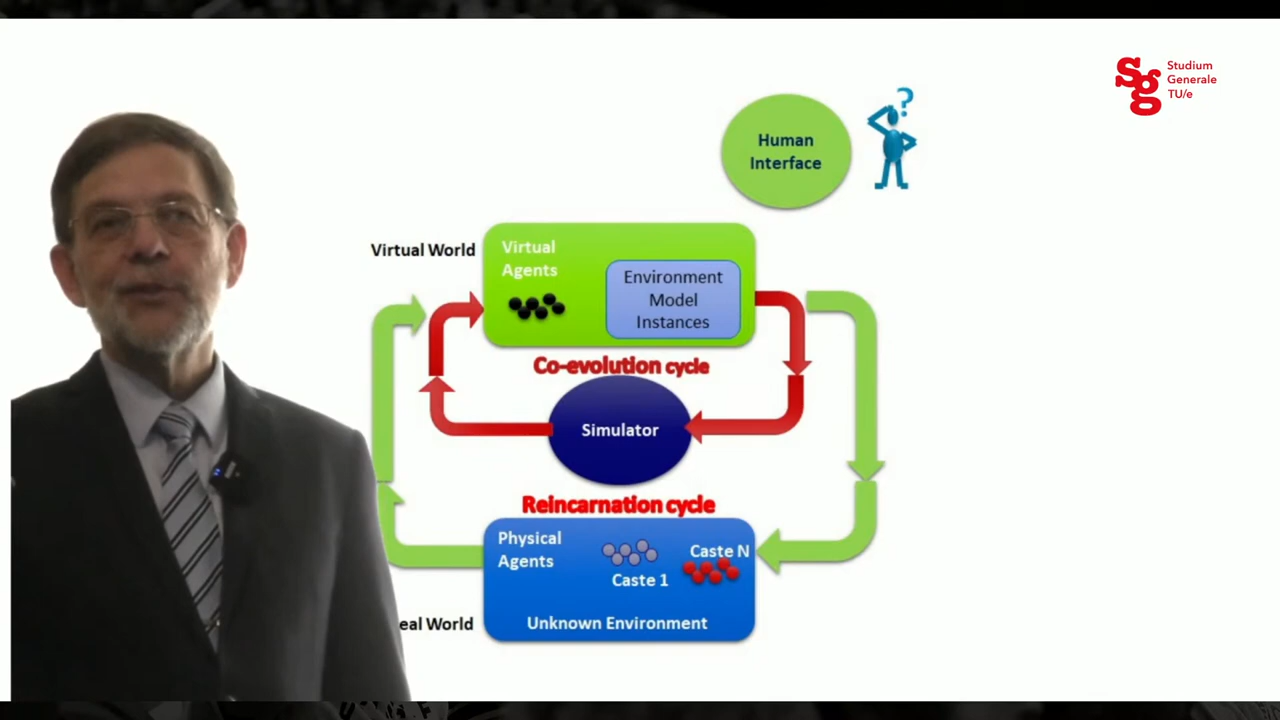 Studium
Generale
TU/e
sg
?
Human
Interface
Virtual World
Virtual
Agents
Environment
Model
Instances
Co-evolution cycle
Simulator
Reincarnation cycle
Physical
Agents
Caste 1
Caste N
eal World
Unknown Environment